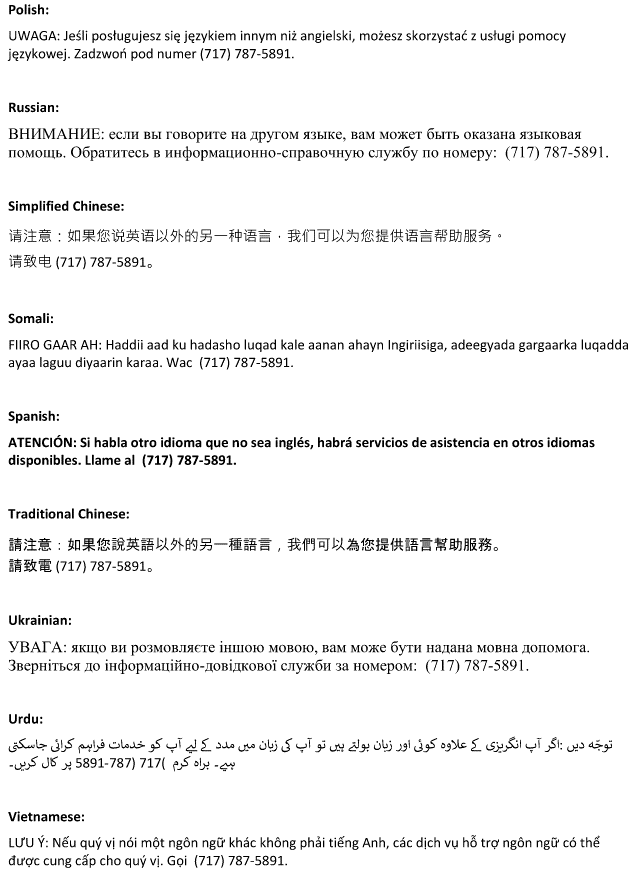 Polish:
UWAGA: Jeśli posługujesz się językiem innym niż angielski, możesz skorzystać z usługi pomocy
językowej. Zadzwoń pod numer (717) 787-5891.
Russian:
ВНИМАНИЕ: если вы говорите на другом языке, вам может быть оказана языковая
помощь. Обратитесь в информационно-справочную службу по номеру:  (717) 787-5891.
Simplified Chinese:
请注意：如果您说英语以外的另一种语言，我们可以为您提供语言帮助服务。
请致电 (717) 787-5891。
Somali:
FIIRO GAAR AH: Haddii aad ku hadasho luqad kale aanan ahayn Ingiriisiga, adeegyada gargaarka luqadda
ayaa laguu diyaarin karaa. Wac  (717) 787-5891.
Spanish:
ATENCIÓN: Si habla otro idioma que no sea inglés, habrá servicios de asistencia en otros idiomas
disponibles. Llame al  (717) 787-5891.
Traditional Chinese:
請注意：如果您說英語以外的另一種語言，我們可以為您提供語言幫助服務。
請致電 (717) 787-5891。
Ukrainian:
УВАГА: якщо ви розмовляєте іншою мовою, вам може бути надана мовна допомога.
Зверніться до інформаційно-довідкової служби за номером:  (717) 787-5891.
Urdu:
توجّہ دیں :اگر آپ انگریزی کے علاوہ کوئی اور زبان بولتے ہیں تو آپ کی زبان میں مدد کے لیے آپ کو خدمات فراہم کرائی جاسکتی
ہیے۔ براہ کرم  )717 (787-5891 پر کال کریں۔
Vietnamese:
LƯU Ý: Nếu quý vị nói một ngôn ngữ khác không phải tiếng Anh, các dịch vụ hỗ trợ ngôn ngữ có thể
được cung cấp cho quý vị. Gọi  (717) 787-5891.